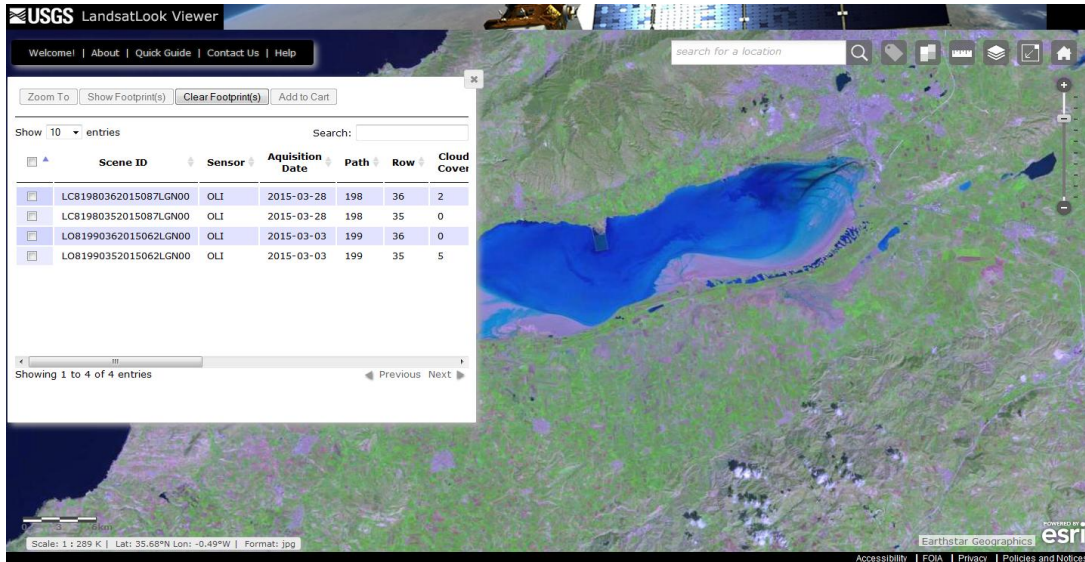 USGS LandsatLook Viewer
Welcome! | About | Quick Guide | Contact Us | Help
search for a location
Zoom To Show Footprint(s) Clear Footprint(s) Add to Cart
Show 10 entries Search:
Scene ID Sensor Aquisition Date Path Row Cloud Cover
LC81980362015087LGN00 OLI 2015-03-28 198 36 2
LC81980352015087LGN00 OLI 2015-03-28 198 35 0
LO81990362015062LGN00 OLI 2015-03-03 199 36 0
LO81990352015062LGN00 OLI 2015-03-03 199 35 5
Showing 1 to 4 of 4 entries Previous Next
0 3 6km
Scale: 1 : 289 K | Lat: 35.68°N Lon: -0.49°W | Format: jpg
Earthstar Geographics
POWERED BY
esri
Accessibility | FOIA | Privacy | Policies and Notices